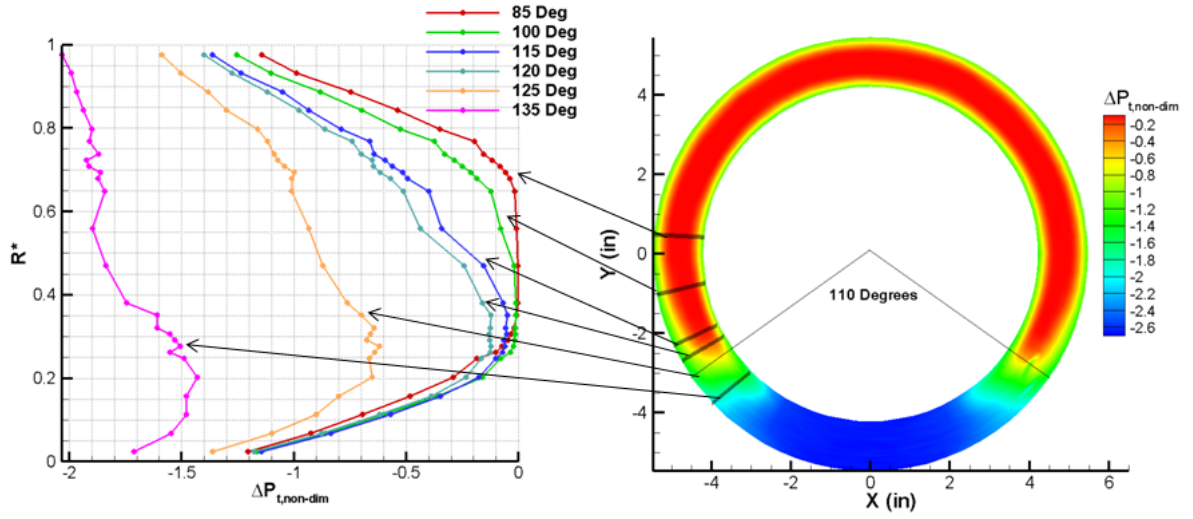 85 Deg
100 Deg
115 Deg
120 Deg
125 Deg
135 Deg
1
0.8
0.6
0.4
0.2
0
R*
-2
-1.5
-1
-0.5
0
ΔPt,non-dim
4
2
0
-2
-4
Y (in)
110 Degrees
-4
-2
0
2
4
6
X (in)
ΔPt,non-dim
-0.2
-0.4
-0.6
-0.8
-1
-1.2
-1.4
-1.6
-1.8
-2
-2.2
-2.4
-2.6